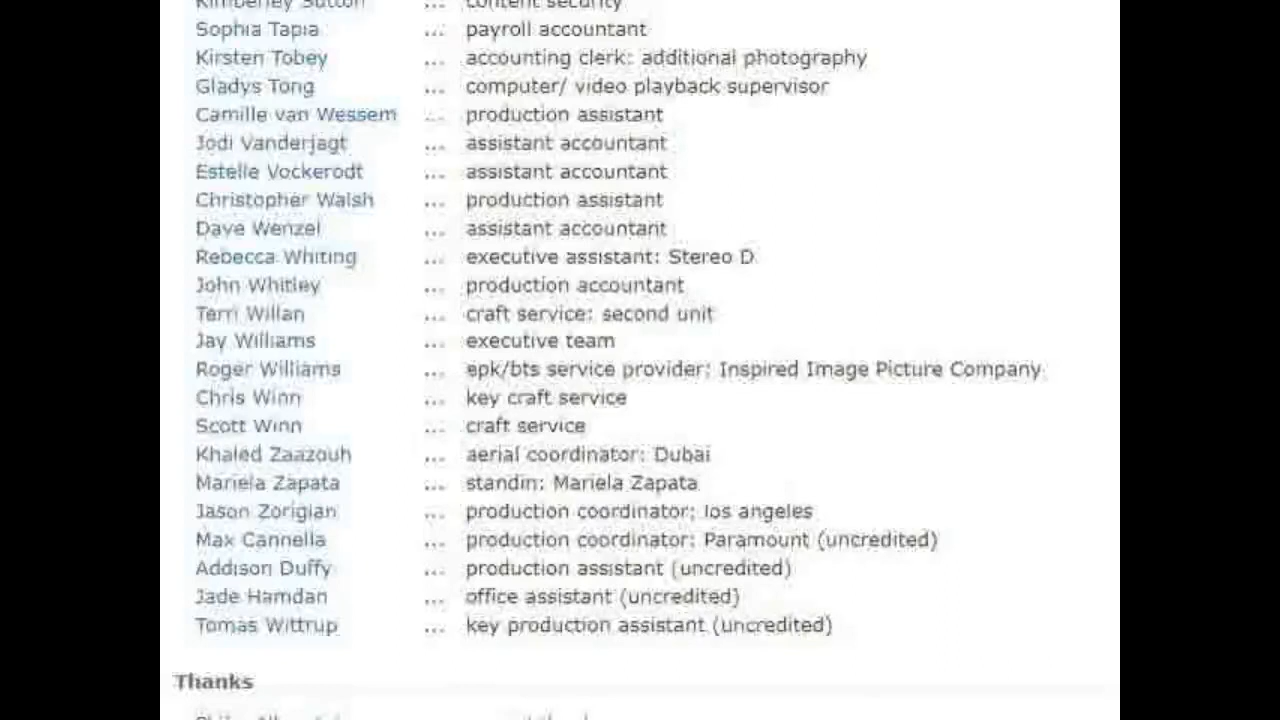 Kimberley Sutton ... content security
Sophia Tapia ... payroll accountant
Kirsten Tobey ... accounting clerk: additional photography
Gladys Tong ... computer/ video playback supervisor
Camille van Wessem ... production assistant
Jodi Vanderjagt ... assistant accountant
Estelle Vockerodt ... assistant accountant
Christopher Walsh ... production assistant
Dave Wenzel ... assistant accountant
Rebecca Whiting ... executive assistant: Stereo D
John Whitley ... production accountant
Terri Willan ... craft service: second unit
Jay Williams ... executive team
Roger Williams ... epk/bts service provider: Inspired Image Picture Company
Chris Winn ... key craft service
Scott Winn ... craft service
Khaled Zaazouh ... aerial coordinator: Dubai
Mariela Zapata ... standin: Mariela Zapata
Jason Zorigian ... production coordinator: los angeles
Max Cannella ... production coordinator: Paramount (uncredited)
Addison Duffy ... production assistant (uncredited)
Jade Hamdan ... office assistant (uncredited)
Tomas Wittrup ... key production assistant (uncredited)
Thanks